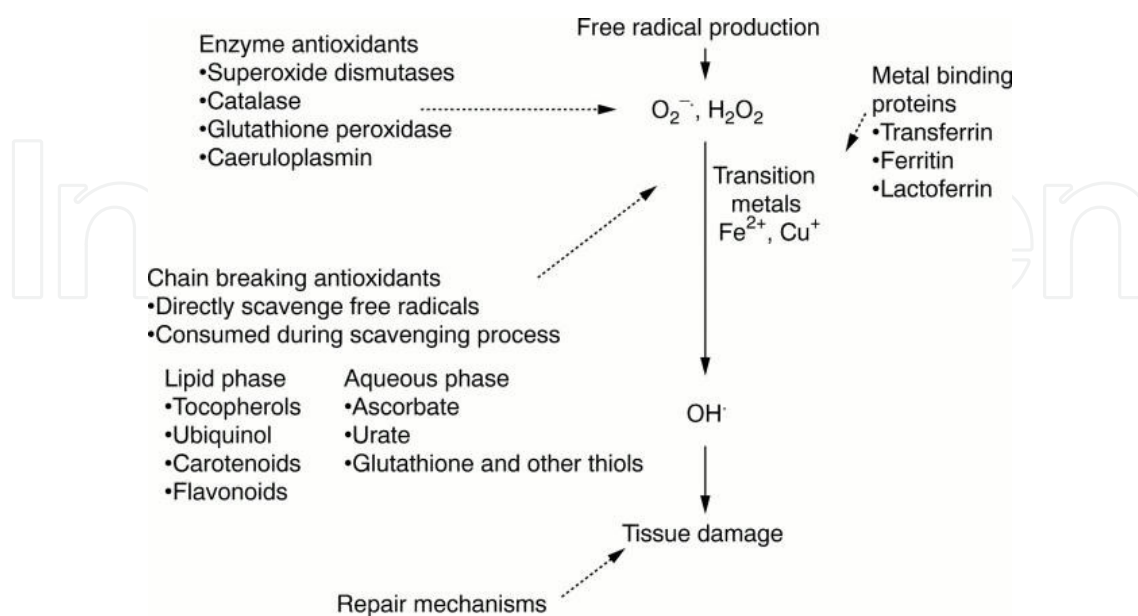 Free radical production
Enzyme antioxidants
•Superoxide dismutases
•Catalase
•Glutathione peroxidase
•Caeruloplasmin
O₂⁻·, H₂O₂
Metal binding
proteins
•Transferrin
•Ferritin
•Lactoferrin
Transition
metals
Fe²⁺, Cu⁺
Chain breaking antioxidants
•Directly scavenge free radicals
•Consumed during scavenging process
Lipid phase
•Tocopherols
•Ubiquinol
•Carotenoids
•Flavonoids
Aqueous phase
•Ascorbate
•Urate
•Glutathione and other thiols
OH·
Tissue damage
Repair mechanisms